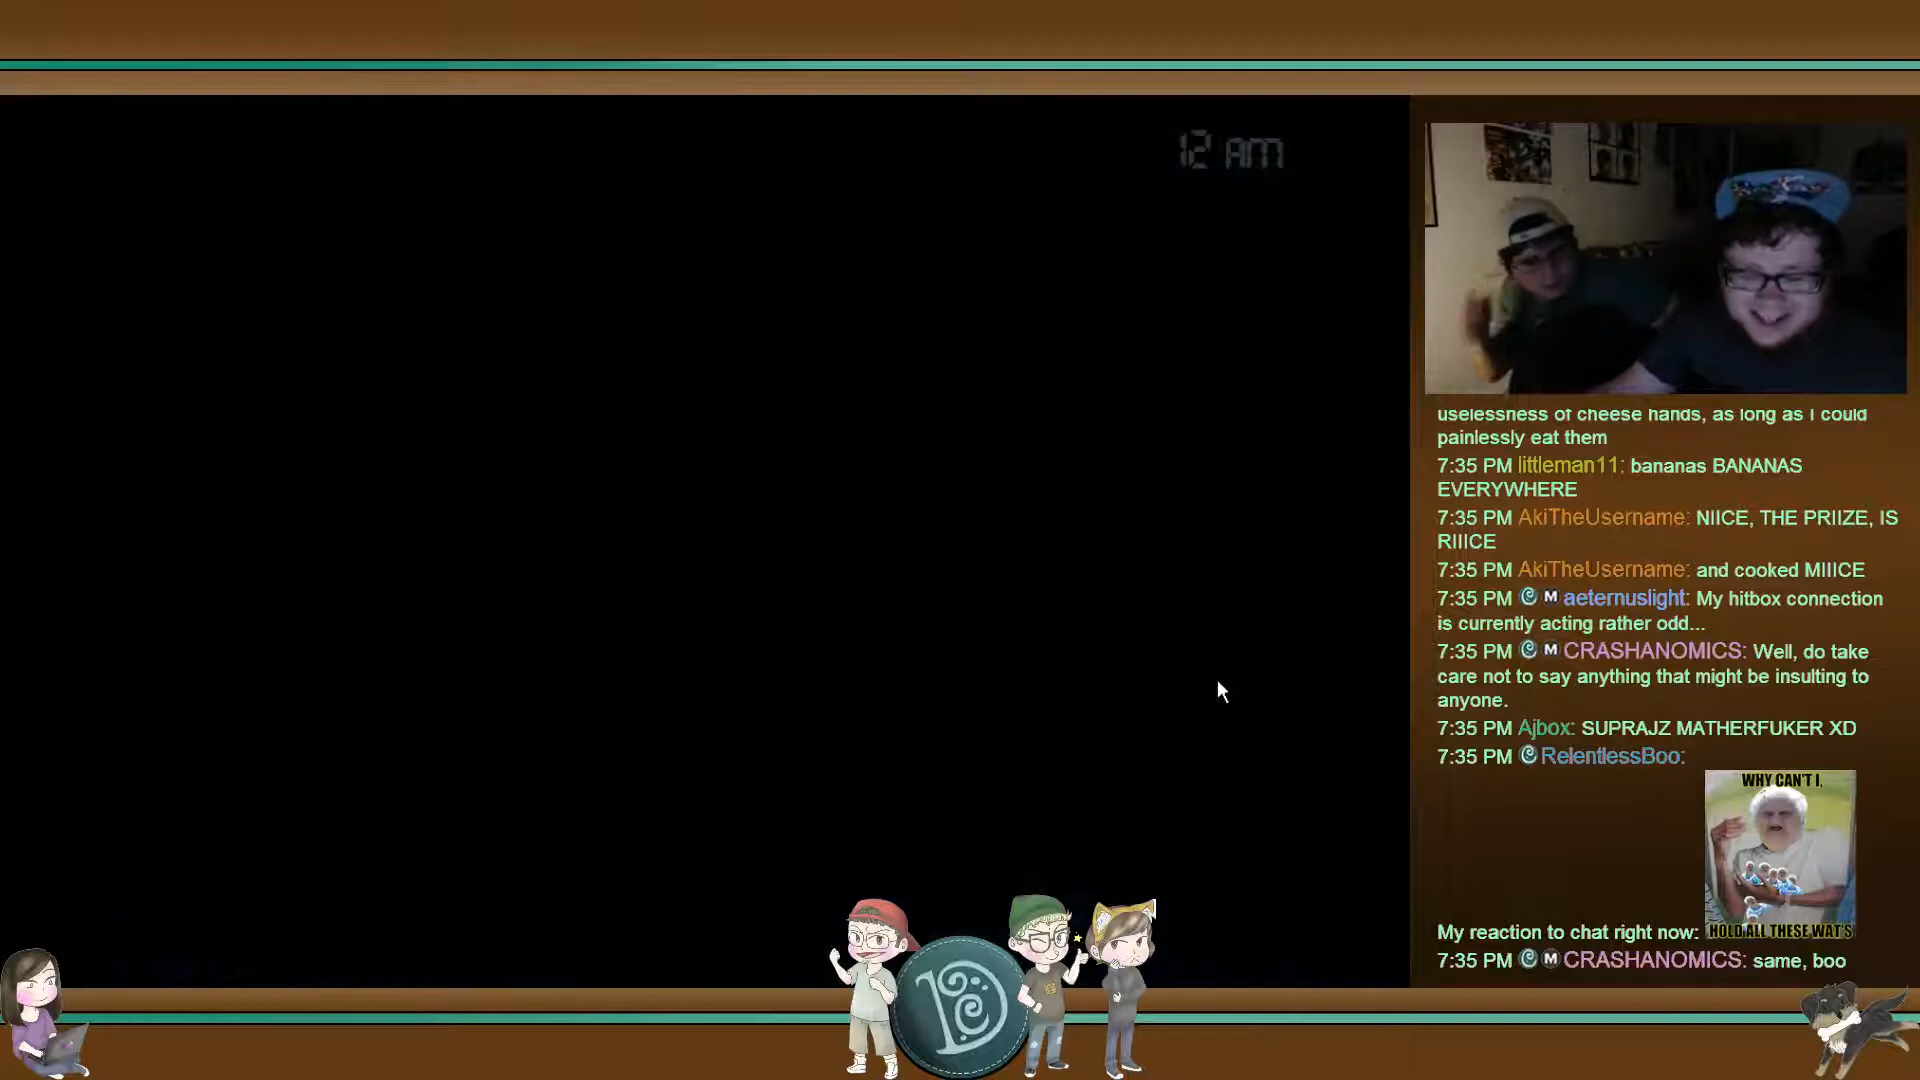 12 AM
uselessness of cheese hands, as long as I could
painlessly eat them
7:35 PM littleman11: bananas BANANAS
EVERYWHERE
7:35 PM AkiTheUsername: NIICE, THE PRIIZE, IS
RIIICE
7:35 PM AkiTheUsername: and cooked MIIICE
7:35 PM M aeternuslight: My hitbox connection
is currently acting rather odd...
7:35 PM M CRASHANOMICS: Well, do take
care not to say anything that might be insulting to
anyone.
7:35 PM Ajbox: SUPRAJZ MATHERFUKER XD
7:35 PM RelentlessBoo:
WHY CAN'T I,
My reaction to chat right now: HOLD ALL THESE WAT'S
7:35 PM M CRASHANOMICS: same, boo
D